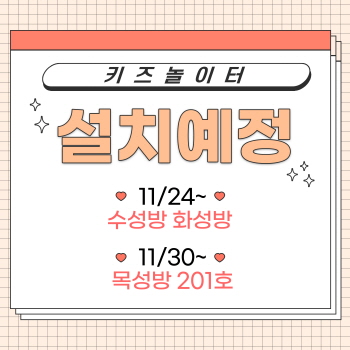 키즈놀이터
설치예정
11/24~
수성방 화성방
11/30~
목성방 201호